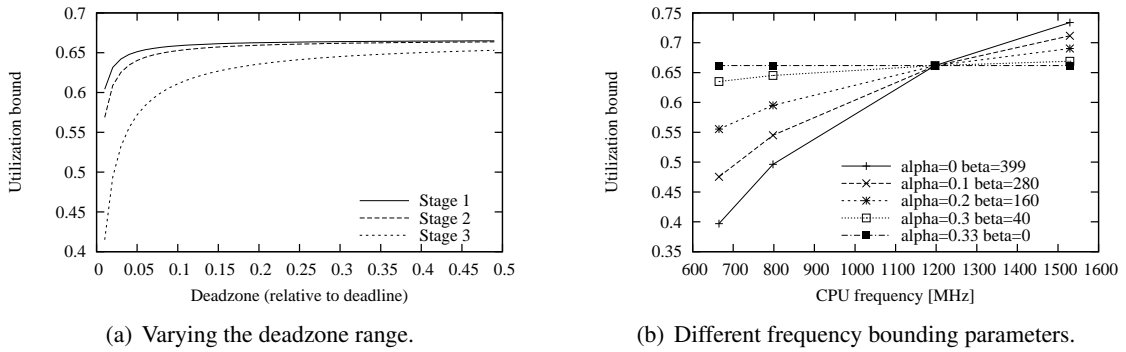 0.7
0.65
0.6
0.55
0.5
0.45
0.4
Utilization bound
0 0.05 0.1 0.15 0.2 0.25 0.3 0.35 0.4 0.45 0.5
Deadzone (relative to deadline)
Stage 1
Stage 2
Stage 3
(a) Varying the deadzone range.
0.75
0.7
0.65
0.6
0.55
0.5
0.45
0.4
0.35
Utilization bound
600 700 800 900 1000 1100 1200 1300 1400 1500 1600
CPU frequency [MHz]
alpha=0 beta=399
alpha=0.1 beta=280
alpha=0.2 beta=160
alpha=0.3 beta=40
alpha=0.33 beta=0
(b) Different frequency bounding parameters.